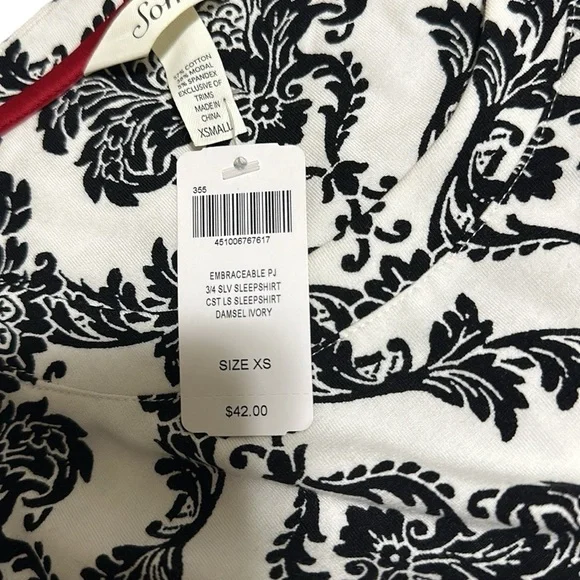 57% COTTON
38% MODAL
5% SPANDEX
EXCLUSIVE OF
TRIMS
MADE IN
CHINA
XSMALL
355
451006767617
EMBRACEABLE PJ
3/4 SLV SLEEPSHIRT
CST LS SLEEPSHIRT
DAMSEL IVORY
SIZE XS
$42.00